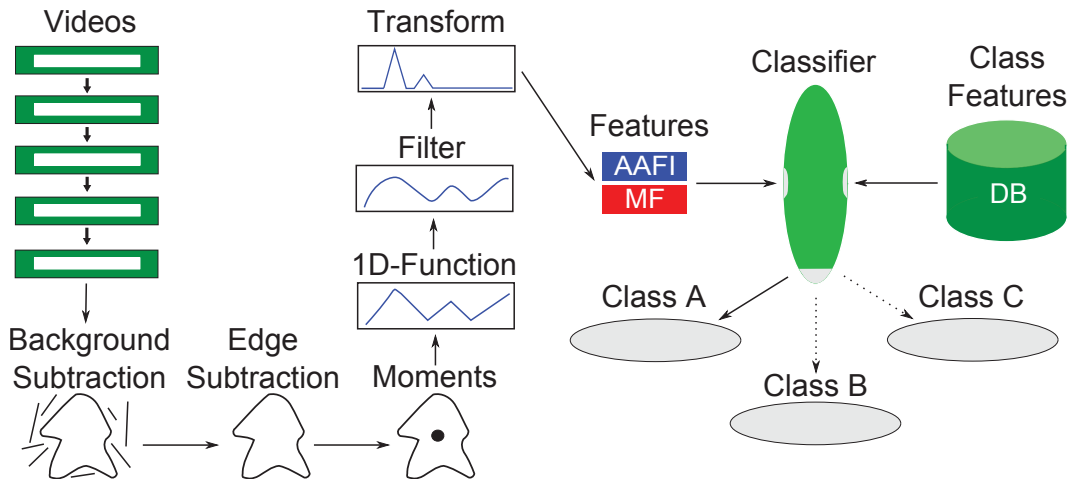 Videos
Background
Subtraction
Edge
Subtraction
Moments
1D-Function
Filter
Transform
Features
AAFI
MF
Classifier
Class
Features
DB
Class A
Class B
Class C